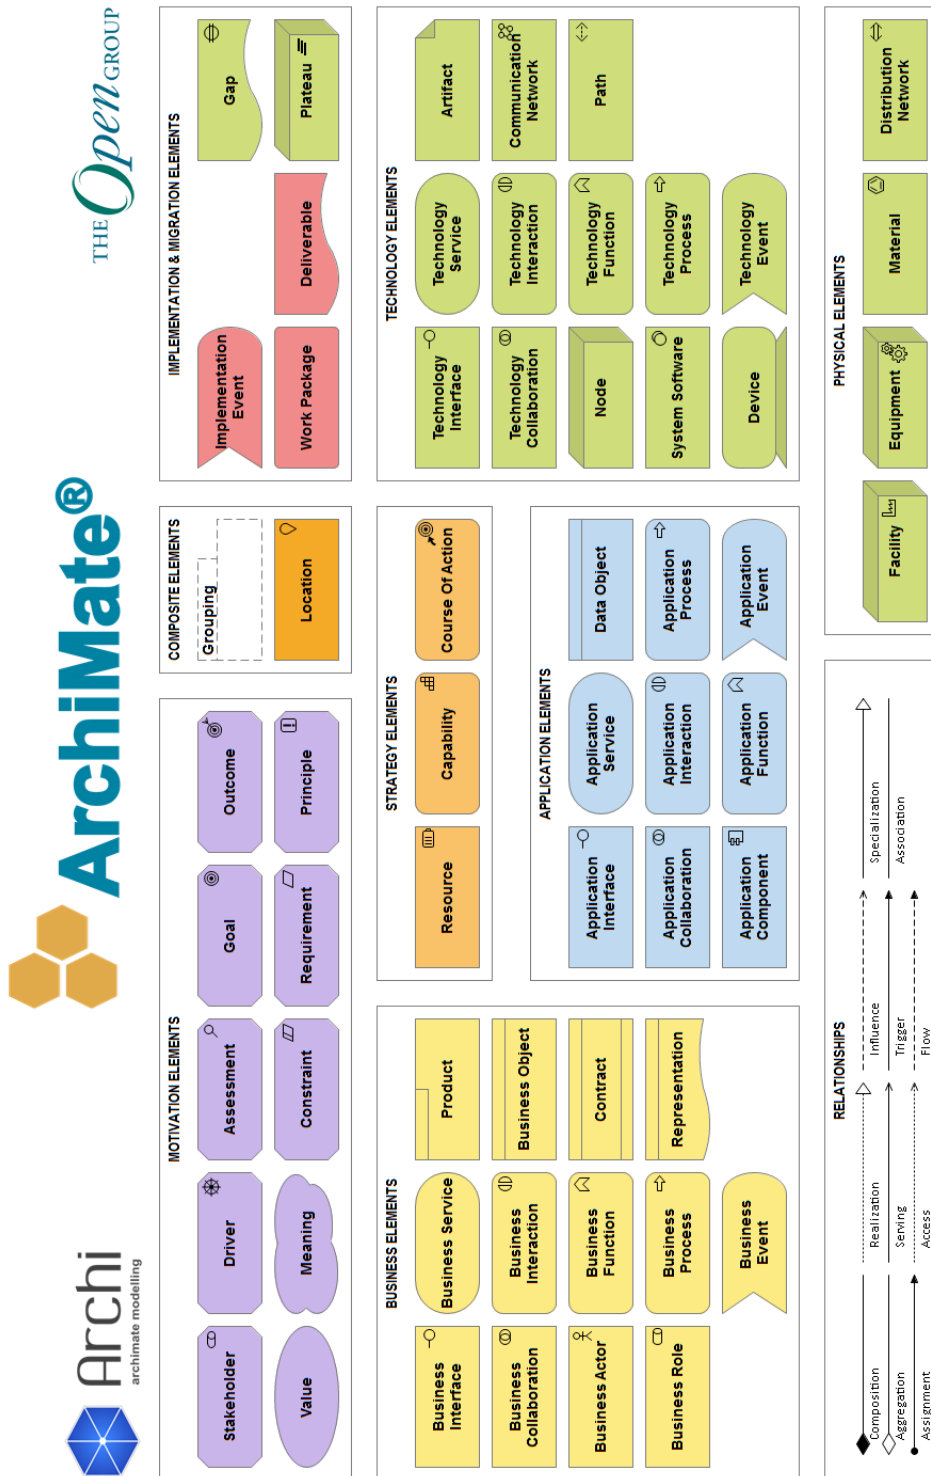 Archi
archimate modelling
ArchiMate®
THE Open GROUP
MOTIVATION ELEMENTS
Stakeholder
Driver
Assessment
Goal
Outcome
Value
Meaning
Constraint
Requirement
Principle
COMPOSITE ELEMENTS
Grouping
Location
IMPLEMENTATION & MIGRATION ELEMENTS
Implementation
Event
Gap
Work Package
Deliverable
Plateau
BUSINESS ELEMENTS
Business
Interface
Business Service
Product
Business
Collaboration
Business
Interaction
Business Object
Business Actor
Business
Function
Contract
Business Role
Business
Process
Representation
Business
Event
STRATEGY ELEMENTS
Resource
Capability
Course Of Action
APPLICATION ELEMENTS
Application
Interface
Application
Service
Data Object
Application
Collaboration
Application
Interaction
Application
Process
Application
Component
Application
Function
Application
Event
TECHNOLOGY ELEMENTS
Technology
Interface
Technology
Service
Artifact
Technology
Collaboration
Technology
Interaction
Communication
Network
Node
Technology
Function
Path
System Software
Technology
Process
Device
Technology
Event
RELATIONSHIPS
Composition
Realization
Influence
Specialization
Aggregation
Serving
Trigger
Association
Assignment
Access
Flow
PHYSICAL ELEMENTS
Facility
Equipment
Material
Distribution
Network